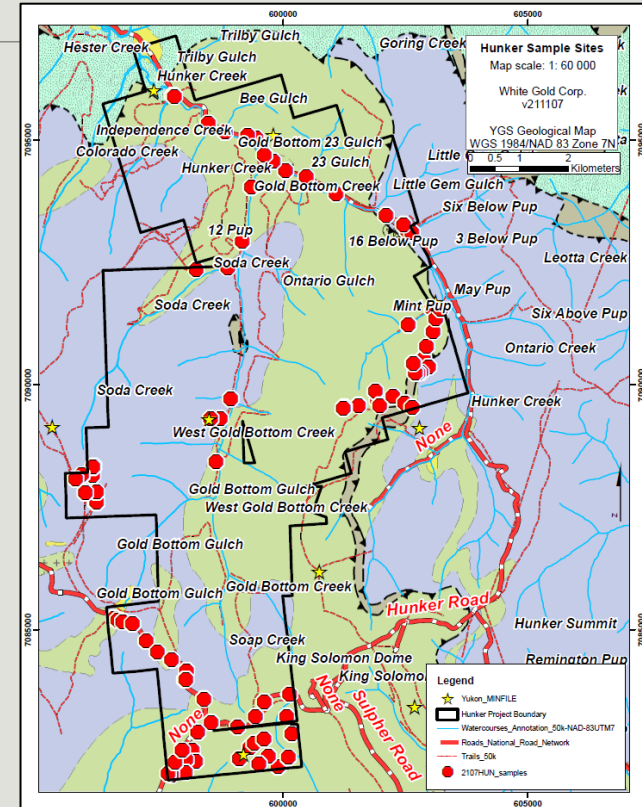 600000
605000
Trilby Gulch
Goring Creek
Hester Creek
Trilby Gulch
Hunker Creek
Bee Gulch
Hunker Sample Sites
Map scale: 1: 60 000
White Gold Corp.
v211107
YGS Geological Map
WGS 1984/NAD 83 Zone 7N
0 0.5 1 2
Kilometers
7095000
7095000
Independence Creek
Colorado Creek
Gold Bottom 23 Gulch
23 Gulch
Hunker Creek
Gold Bottom Creek
Little
Little Gem Gulch
Six Below Pup
12 Pup
16 Below Pup
3 Below Pup
Soda Creek
Leotta Creek
Ontario Gulch
May Pup
Soda Creek
Mint Pup
Six Above Pup
Ontario Creek
7090000
7090000
Soda Creek
Hunker Creek
West Gold Bottom Creek
None
Gold Bottom Gulch
West Gold Bottom Creek
Gold Bottom Gulch
Gold Bottom Gulch
Gold Bottom Creek
Hunker Road
7085000
7085000
Soap Creek
Hunker Summit
King Solomon Dome
King Solomon
Remington Pup
None
None
Sulpher Road
Legend
Yukon_MINFILE
Hunker Project Boundary
Watercourses_Annotation_50k-NAD-83UTM7
Roads_National_Road_Network
Trails_50k
2107HUN_samples
600000
605000